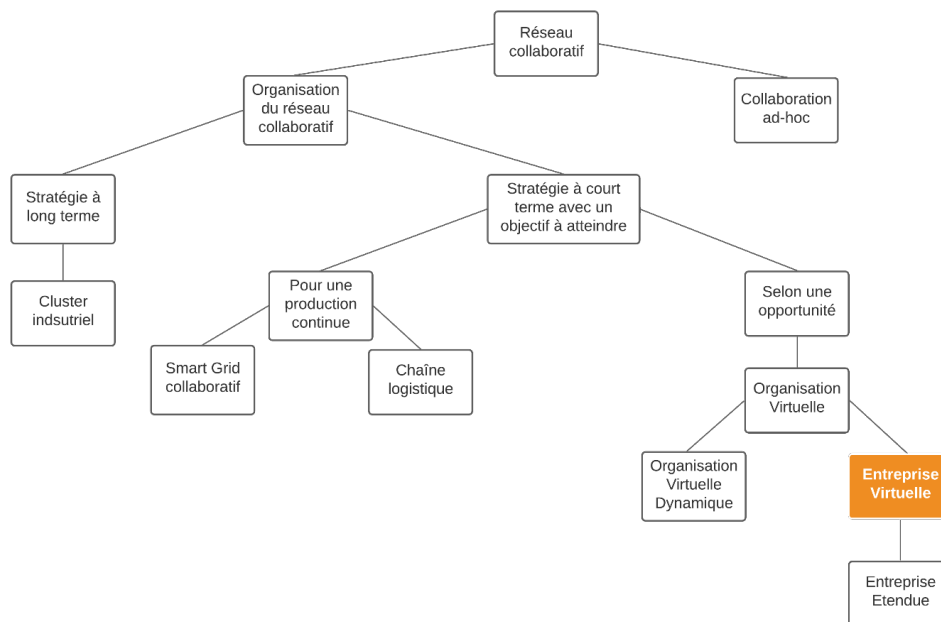 Réseau
collaboratif
Organisation
du réseau
collaboratif
Collaboration
ad-hoc
Stratégie à
long terme
Stratégie à court
terme avec un
objectif à atteindre
Cluster
indsutriel
Pour une
production
continue
Selon une
opportunité
Smart Grid
collaboratif
Chaîne
logistique
Organisation
Virtuelle
Organisation
Virtuelle
Dynamique
Entreprise
Virtuelle
Entreprise
Etendue